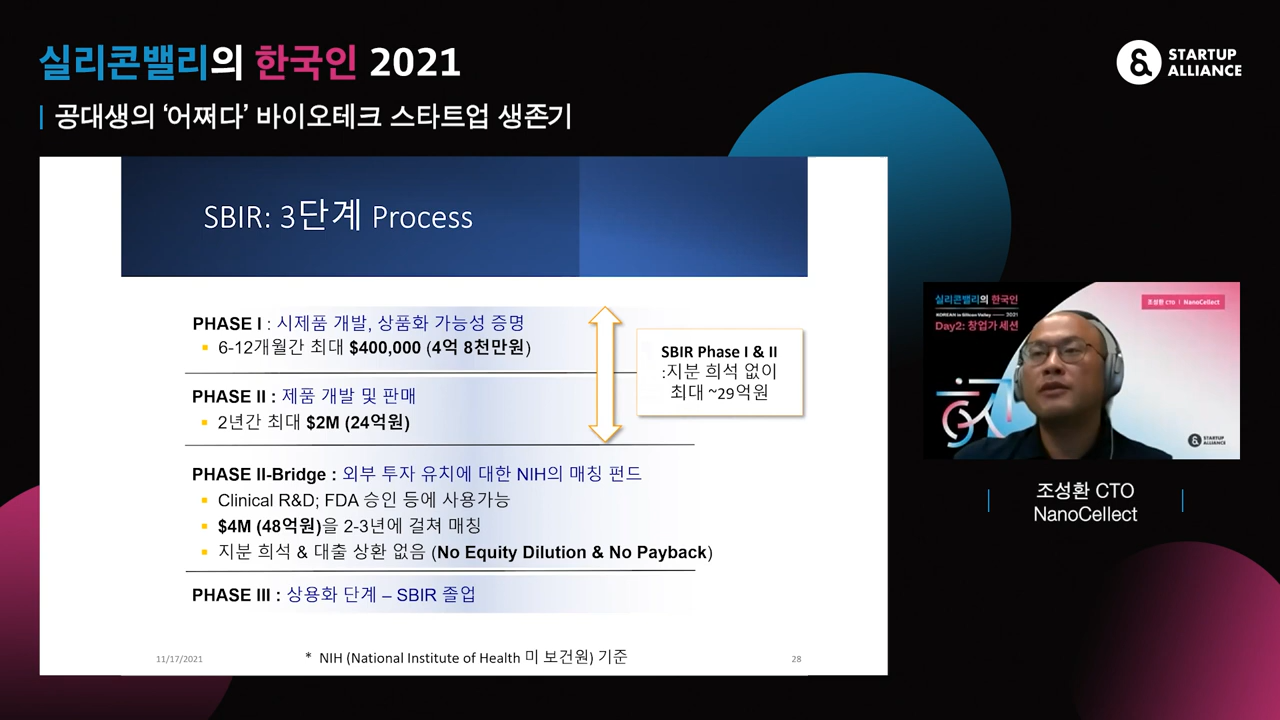 실리콘밸리의 한국인 2021
공대생의 ‘어쩌다’ 바이오테크 스타트업 생존기
STARTUP
ALLIANCE
SBIR: 3단계 Process
PHASE I : 시제품 개발, 상품화 가능성 증명
6-12개월간 최대 $400,000 (4억 8천만원)
PHASE II : 제품 개발 및 판매
2년간 최대 $2M (24억원)
SBIR Phase I & II
:지분 희석 없이
최대 ~29억원
PHASE II-Bridge : 외부 투자 유치에 대한 NIH의 매칭 펀드
Clinical R&D; FDA 승인 등에 사용가능
$4M (48억원)을 2-3년에 걸쳐 매칭
지분 희석 & 대출 상환 없음 (No Equity Dilution & No Payback)
PHASE III : 상용화 단계 – SBIR 졸업
11/17/2021
* NIH (National Institute of Health 미 보건원) 기준
28
실리콘밸리의 한국인
KOREAN in Silicon Valley 2021
Day2: 창업가 세션
조성환 CTO | NanoCellect
STARTUP
ALLIANCE
조성환 CTO
NanoCellect